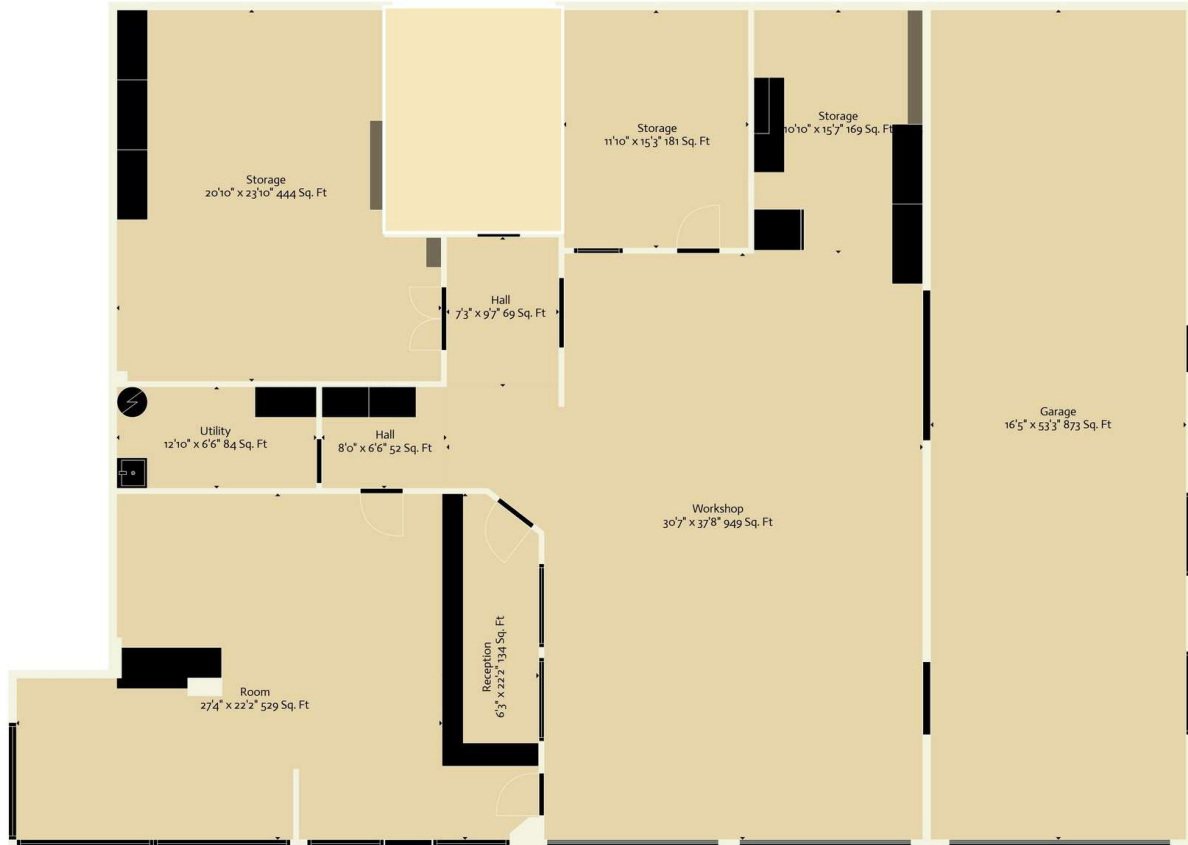 Storage
11'10" x 15'3" 181 Sq. Ft
Storage
10'10" x 15'7" 169 Sq. Ft
Storage
20'10" x 23'10" 444 Sq. Ft
Hall
7'3" x 9'7" 69 Sq. Ft
Garage
16'5" x 53'3" 873 Sq. Ft
Utility
12'10" x 6'6" 84 Sq. Ft
Hall
8'0" x 6'6" 52 Sq. Ft
Workshop
30'7" x 37'8" 949 Sq. Ft
Reception
6'3" x 22'2" 134 Sq. Ft
Room
27'4" x 22'2" 529 Sq. Ft